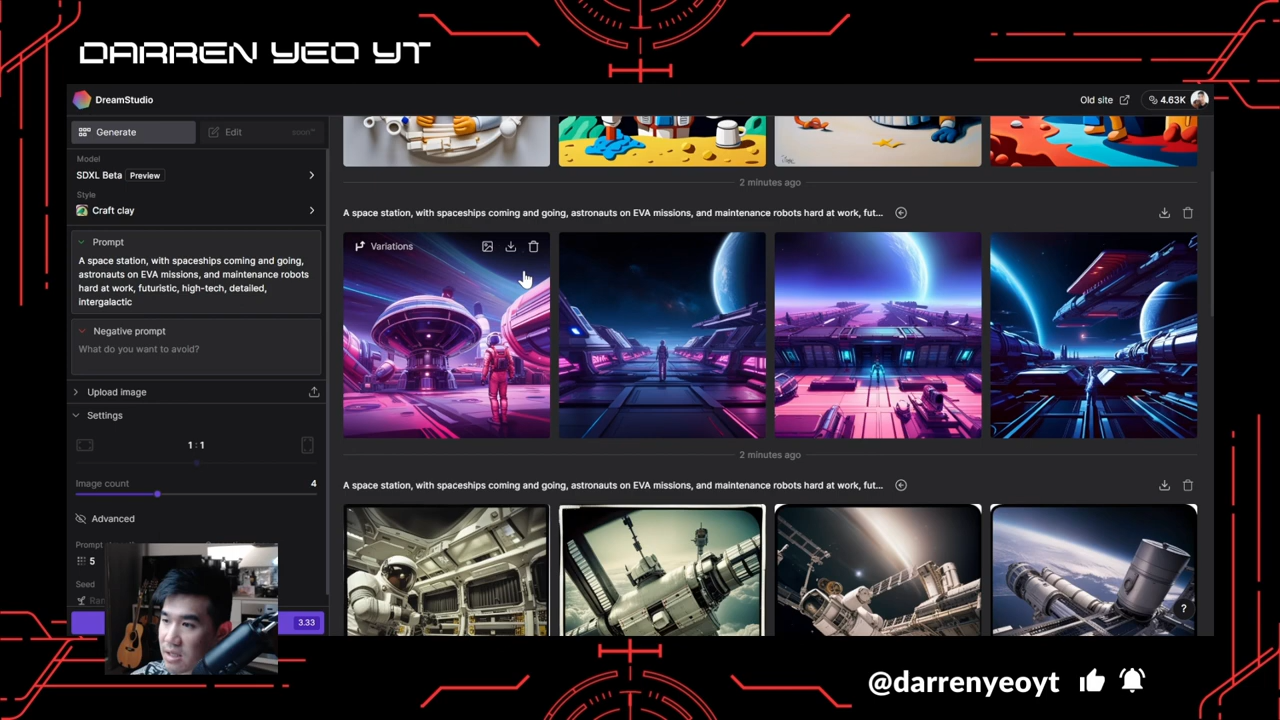 DARREN YEO YT
DreamStudio
Old site
4.63K
Generate
Edit
soon™
Model
SDXL Beta Preview
Style
Craft clay
Prompt
A space station, with spaceships coming and going,
astronauts on EVA missions, and maintenance robots
hard at work, futuristic, high-tech, detailed,
intergalactic
Negative prompt
What do you want to avoid?
Upload image
Settings
1 : 1
Image count
4
Advanced
5
Seed
3.33
2 minutes ago
A space station, with spaceships coming and going, astronauts on EVA missions, and maintenance robots hard at work, fut...
Variations
2 minutes ago
A space station, with spaceships coming and going, astronauts on EVA missions, and maintenance robots hard at work, fut...
?
@darrenyeoyt